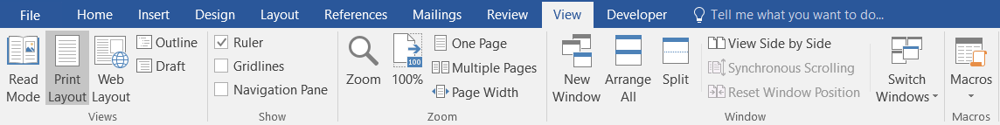 File Home Insert Design Layout References Mailings Review View Developer Tell me what you want to do...
Read Mode
Print Layout
Web Layout
Outline
Draft
Views
Ruler
Gridlines
Navigation Pane
Show
Zoom
100
100%
One Page
Multiple Pages
Page Width
Zoom
New Window
Arrange All
Split
View Side by Side
Synchronous Scrolling
Reset Window Position
Switch Windows
Window
Macros
Macros